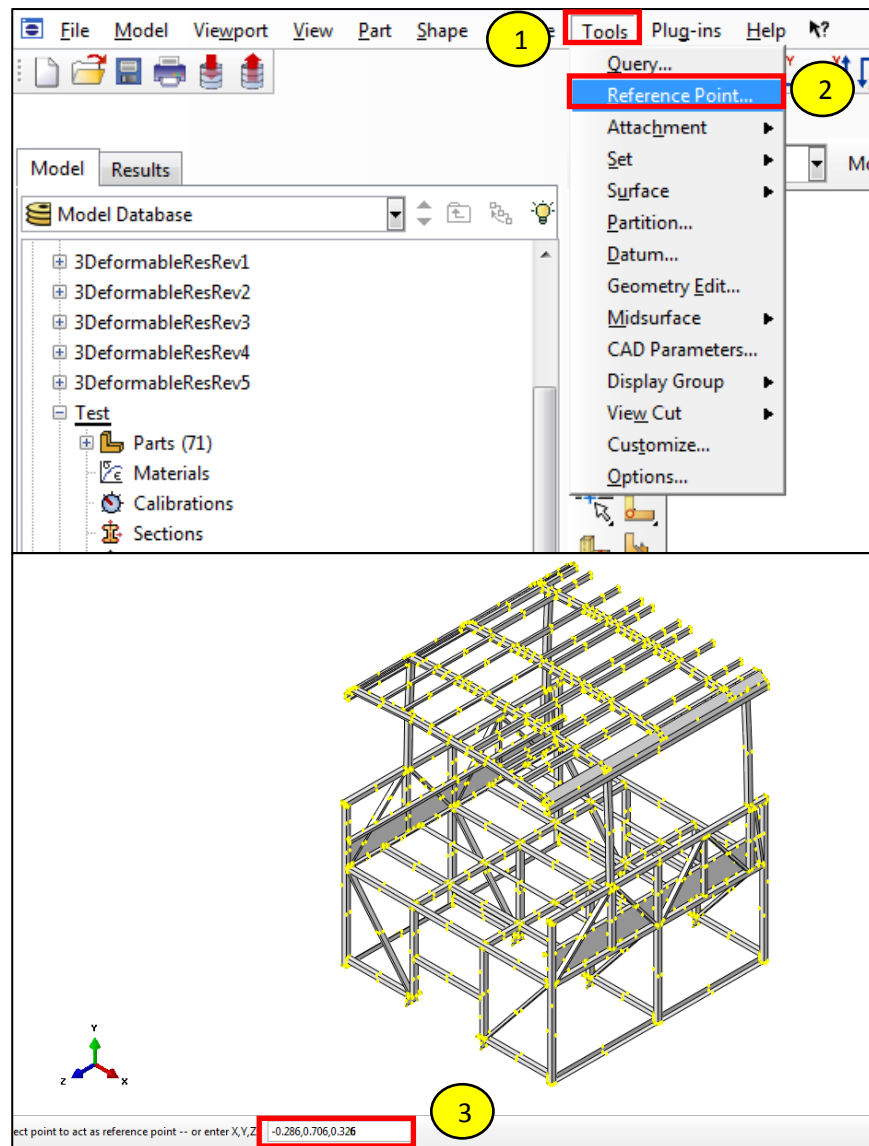 File Model Viewport View Part Shape 1 e Tools Plug-ins Help ?
Query...
Reference Point... 2
Attachment
Model Results Set Mo
Surface
Model Database Partition...
Datum...
3DeformableResRev1
Geometry Edit...
3DeformableResRev2
Midsurface
3DeformableResRev3
CAD Parameters...
3DeformableResRev4
Display Group
3DeformableResRev5
View Cut
Test
Customize...
Parts (71)
Options...
Materials
Calibrations
Sections
Y
Z X
3
ect point to act as reference point -- or enter X,Y,Z -0.286,0.706,0.326